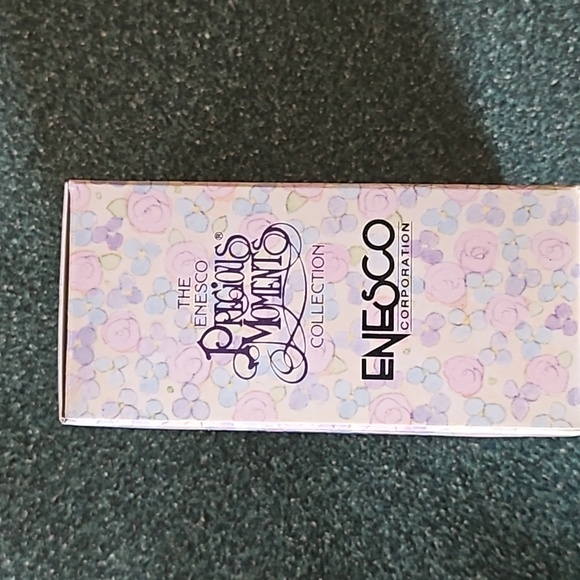 THE
ENESCO
PRECIOUS®
MOMENTS
COLLECTION
ENESCO
CORPORATION